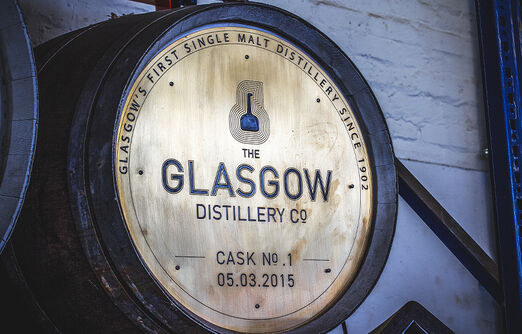 GLASGOW'S FIRST SINGLE MALT DISTILLERY SINCE 1902
THE
GLASGOW
DISTILLERY Cº
CASK Nº.1
05.03.2015